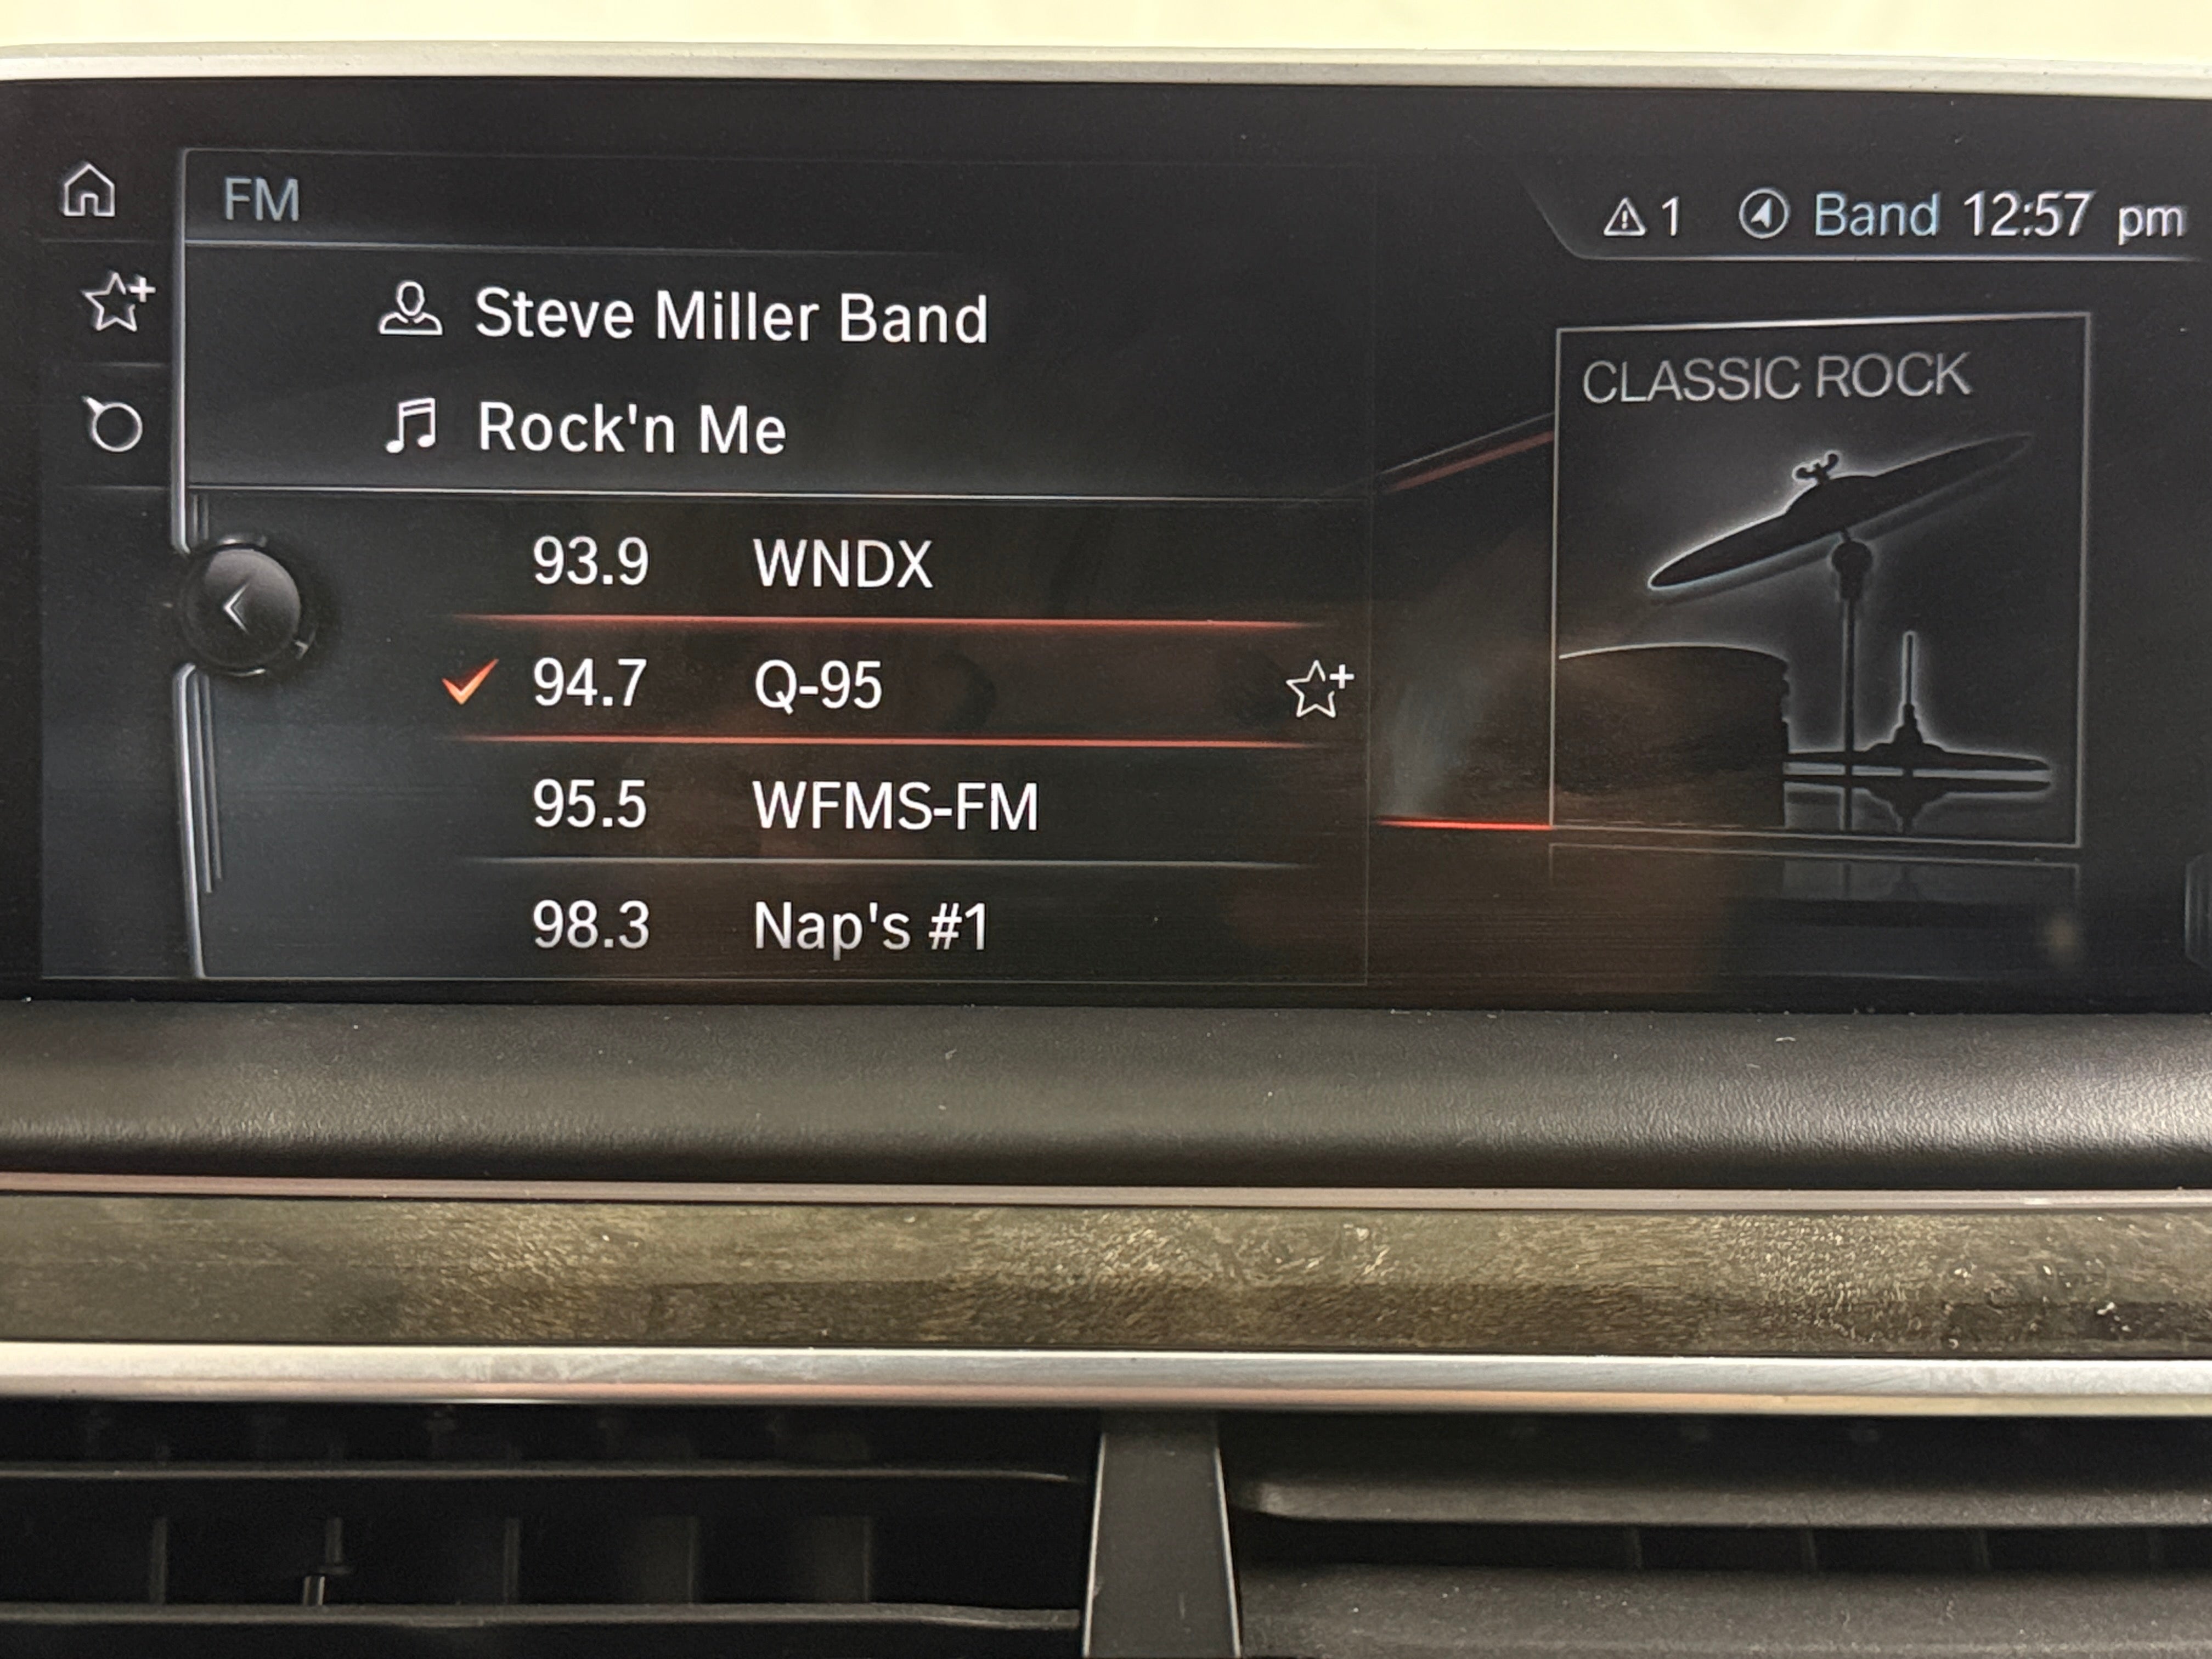 FM
1 Band 12:57 pm
Steve Miller Band
Rock'n Me
CLASSIC ROCK
93.9 WNDX
94.7 Q-95
95.5 WFMS-FM
98.3 Nap's #1